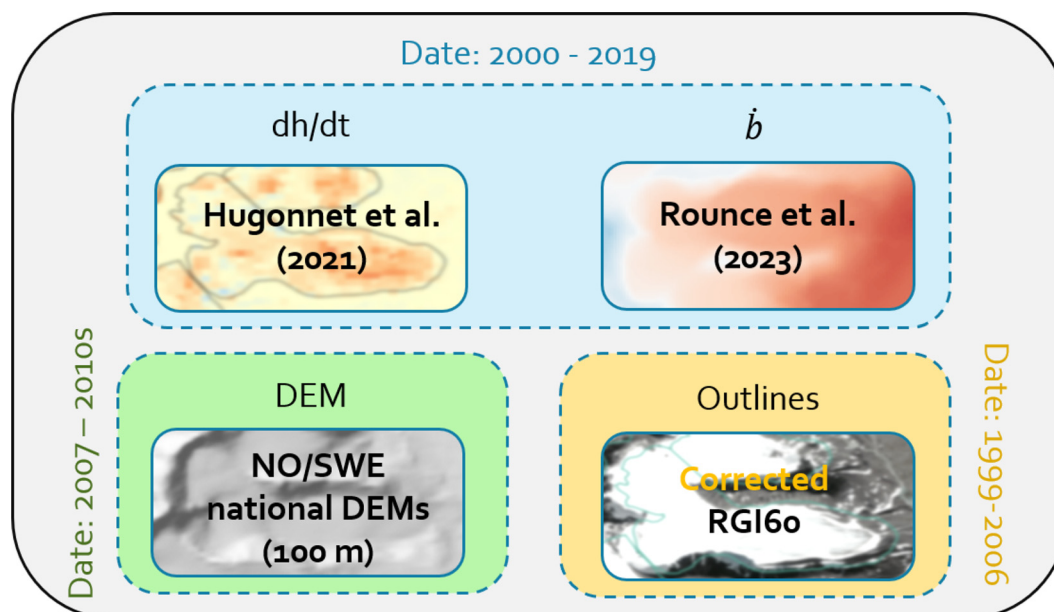 Date: 2000 - 2019
dh/dt
ḃ
Hugonnet et al.
(2021)
Rounce et al.
(2023)
Date: 2007 – 2010s
DEM
NO/SWE
national DEMs
(100 m)
Outlines
Corrected
RGI60
Date: 1999-2006